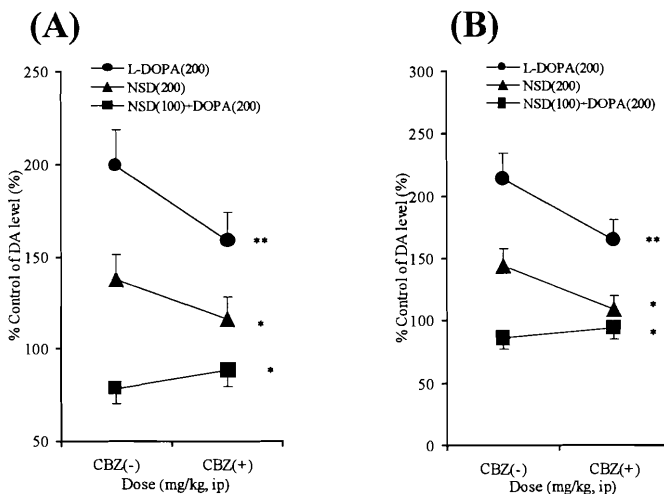 (A)
L-DOPA(200)
NSD(200)
NSD(100)+DOPA(200)
% Control of DA level (%)
250
200
150
100
50
**
*
*
CBZ(-) CBZ(+)
Dose (mg/kg, ip)
(B)
L-DOPA(200)
NSD(200)
NSD(100)+DOPA(200)
% Control of DA level (%)
300
250
200
150
100
50
0
**
*
*
CBZ(-) CBZ(+)
Dose (mg/kg, ip)